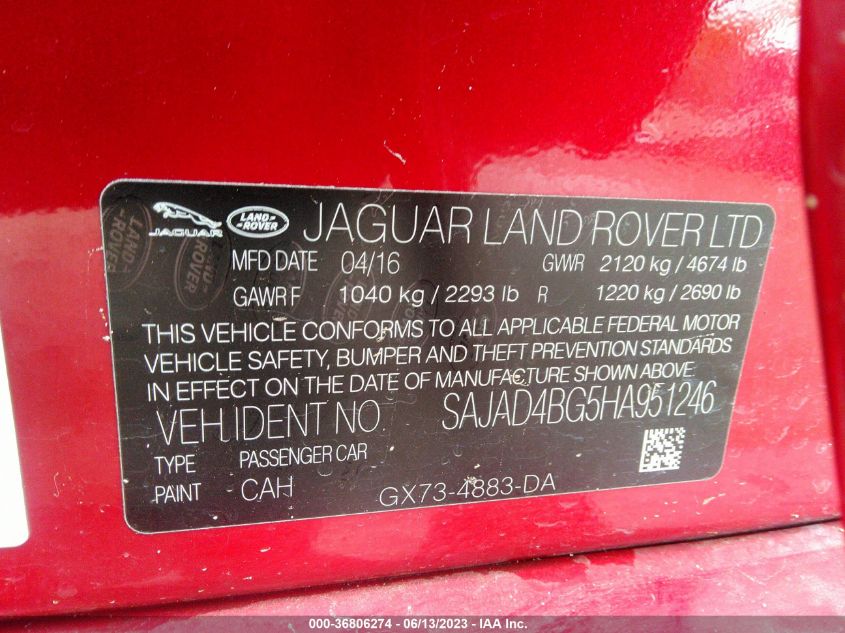 JAGUAR LAND ROVER JAGUAR LAND ROVER LTD
MFD DATE 04/16 GVWR 2120 kg / 4674 lb
GAWR F 1040 kg / 2293 lb R 1220 kg / 2690 lb
THIS VEHICLE CONFORMS TO ALL APPLICABLE FEDERAL MOTOR
VEHICLE SAFETY, BUMPER AND THEFT PREVENTION STANDARDS
IN EFFECT ON THE DATE OF MANUFACTURE SHOWN ABOVE:
VEH.IDENT NO SAJAD4BG5HA951246
TYPE PASSENGER CAR
PAINT CAH GX73-4883-DA
000-36806274 - 06/13/2023 - IAA Inc.